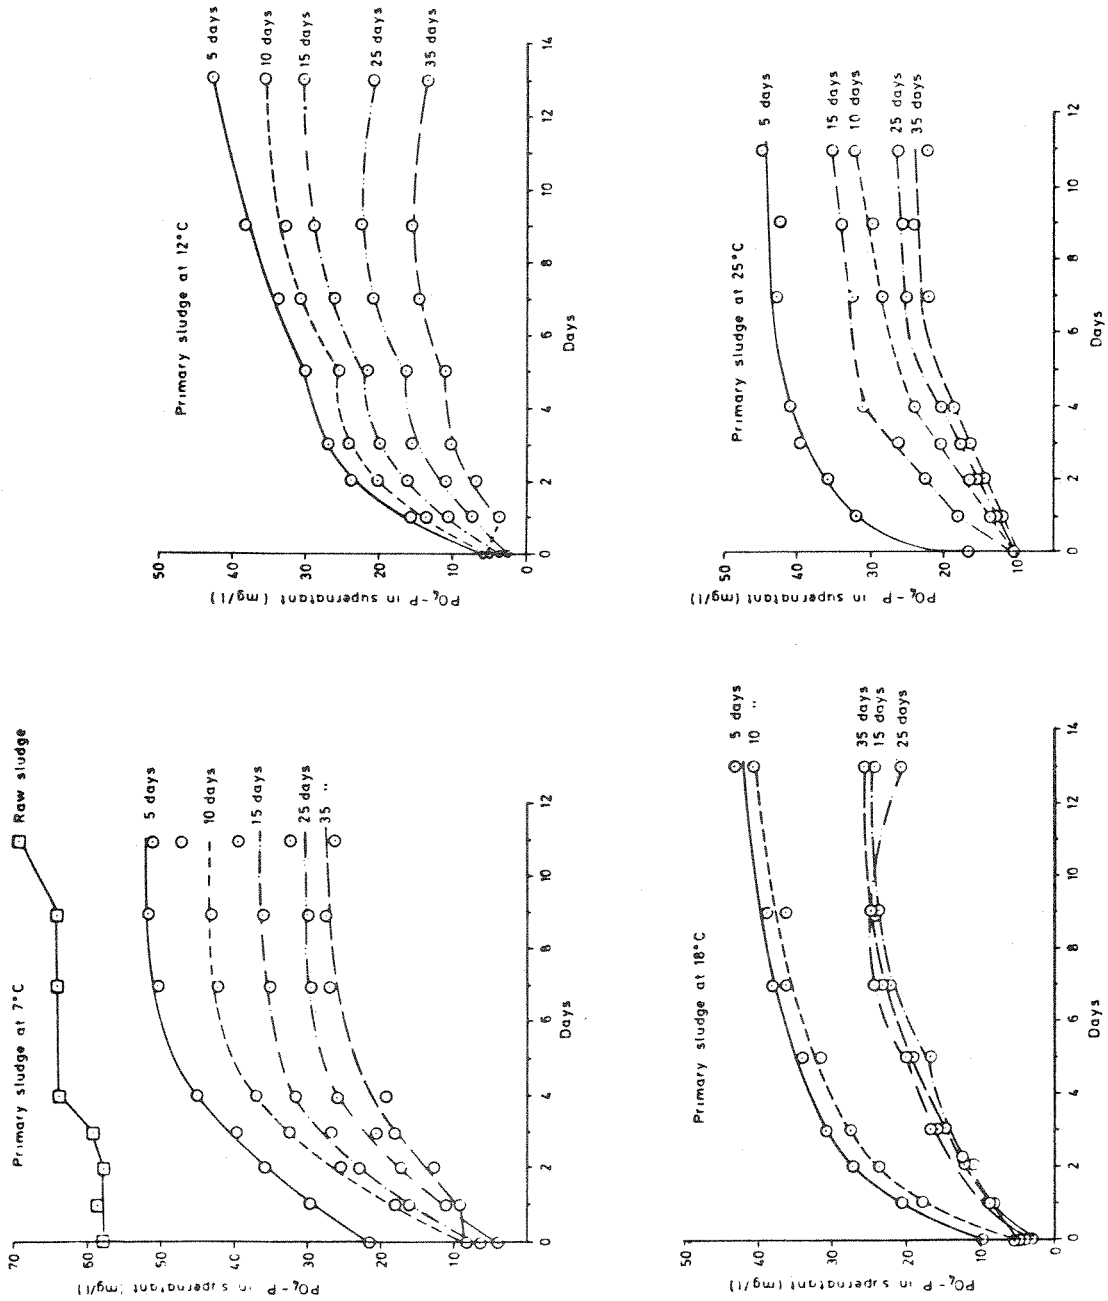 Primary sludge at 7°C
Raw sludge
5 days
10 days
15 days
25 days
35 ,,
PO₄-P in supernatant (mg/l)
70
60
50
40
30
20
10
0 2 4 6 8 10 12
Days
Primary sludge at 12°C
5 days
10 days
15 days
25 days
35 days
PO₄-P in supernatant (mg/l)
50
40
30
20
10
0
0 2 4 6 8 10 12 14
Days
Primary sludge at 18°C
5 days
10 ,,
35 days
15 days
25 days
PO₄-P in supernatant (mg/l)
50
40
30
20
10
0
0 2 4 6 8 10 12 14
Days
Primary sludge at 25°C
5 days
15 days
10 days
25 days
35 days
PO₄-P in supernatant (mg/l)
50
40
30
20
10
0 2 4 6 8 10 12
Days